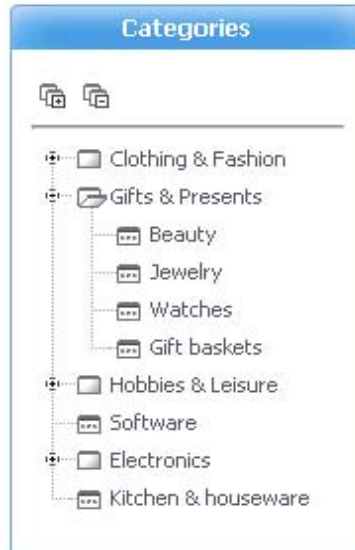 Categories
Clothing & Fashion
Gifts & Presents
Beauty
Jewelry
Watches
Gift baskets
Hobbies & Leisure
Software
Electronics
Kitchen & houseware